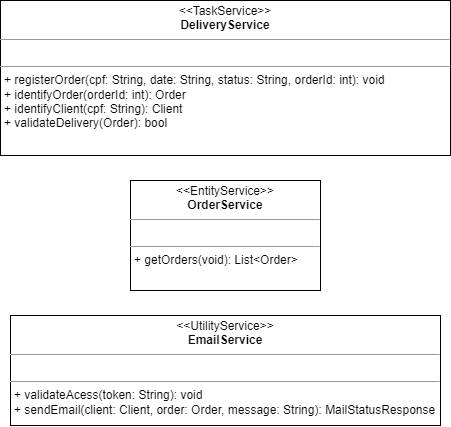 <<TaskService>>
DeliveryService
+ registerOrder(cpf: String, date: String, status: String, orderId: int): void
+ identifyOrder(orderId: int): Order
+ identifyClient(cpf: String): Client
+ validateDelivery(Order): bool
<<EntityService>>
OrderService
+ getOrders(void): List<Order>
<<UtilityService>>
EmailService
+ validateAcess(token: String): void
+ sendEmail(client: Client, order: Order, message: String): MailStatusResponse